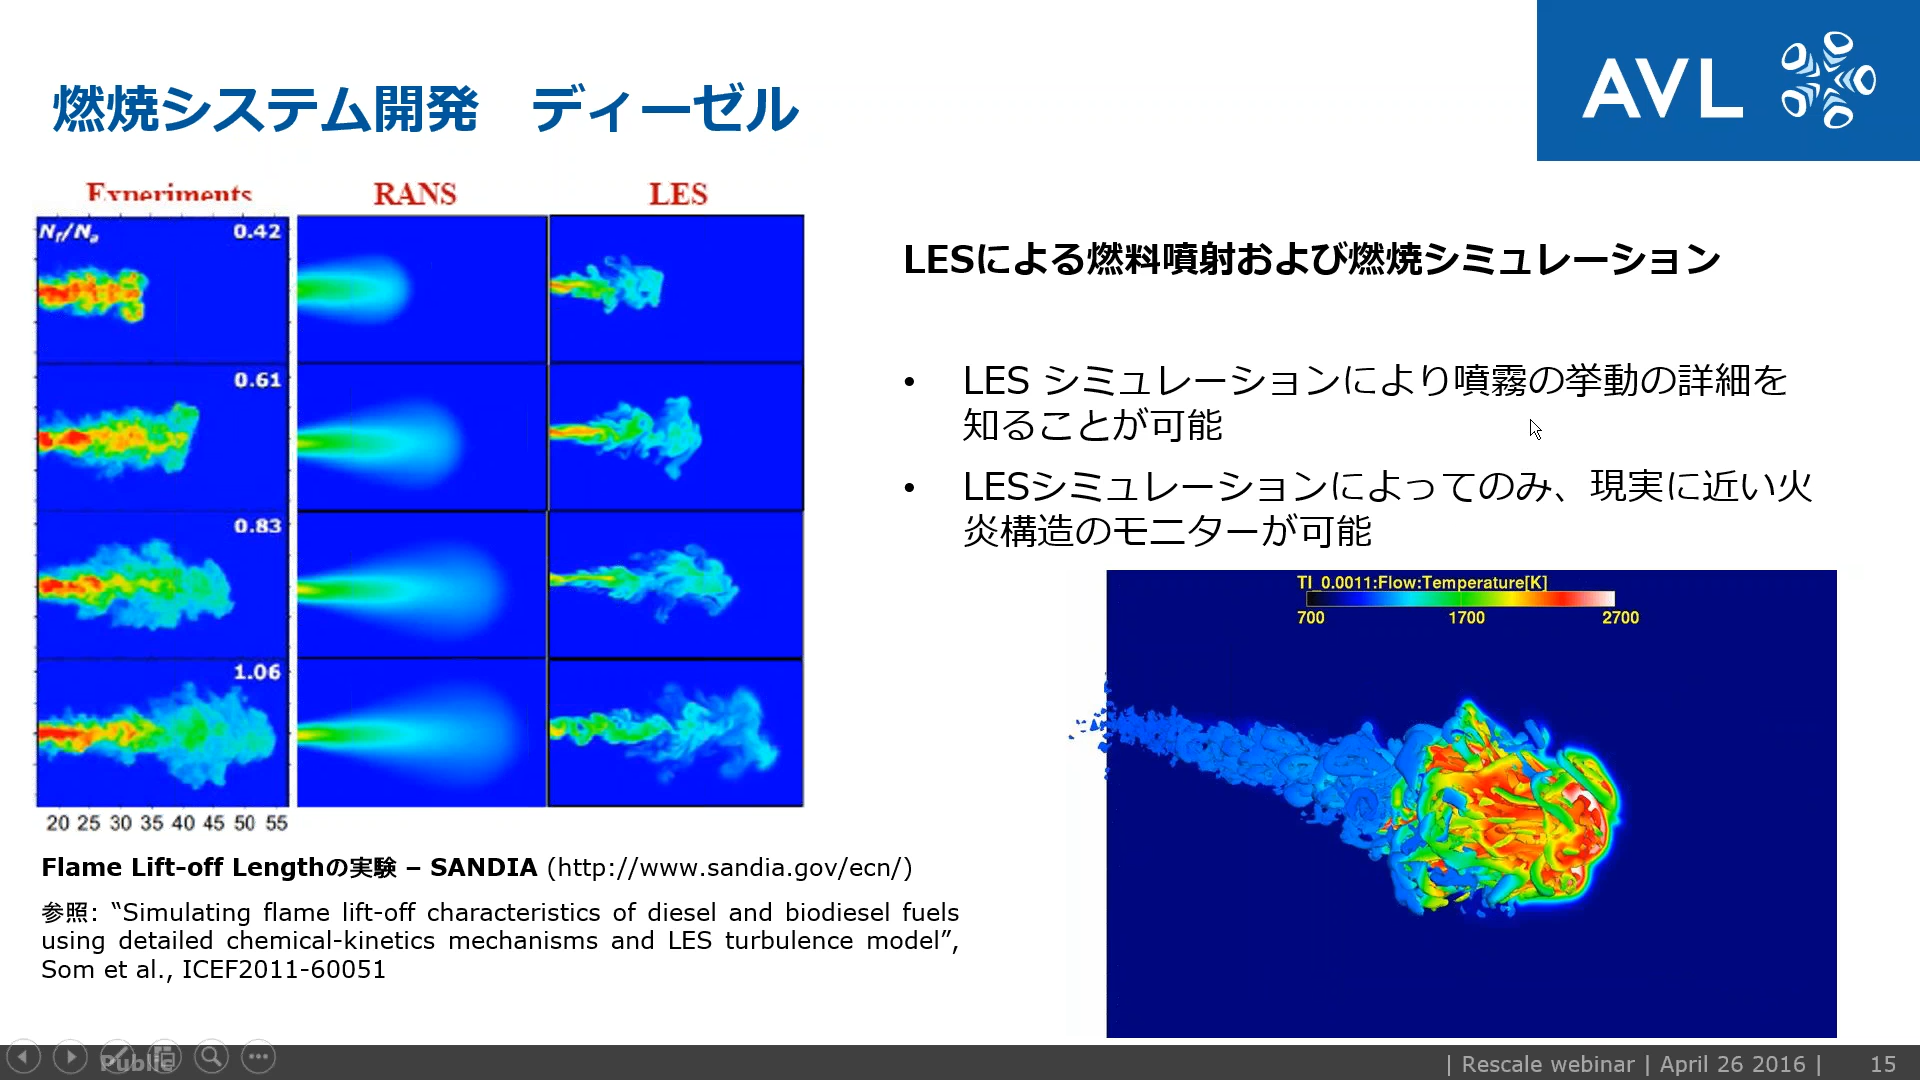 燃焼システム開発　ディーゼル
AVL
Experiments
RANS
LES
Nf/Na
0.42
0.61
0.83
1.06
20 25 30 35 40 45 50 55
Flame Lift-off Lengthの実験 – SANDIA (http://www.sandia.gov/ecn/)
参照: “Simulating flame lift-off characteristics of diesel and biodiesel fuels
using detailed chemical-kinetics mechanisms and LES turbulence model”,
Som et al., ICEF2011-60051
LESによる燃料噴射および燃焼シミュレーション
• LES シミュレーションにより噴霧の挙動の詳細を
知ることが可能
• LESシミュレーションによってのみ、現実に近い火
炎構造のモニターが可能
TI_0.0011:Flow:Temperature[K]
700 1700 2700
Public
| Rescale webinar | April 26 2016 | 15